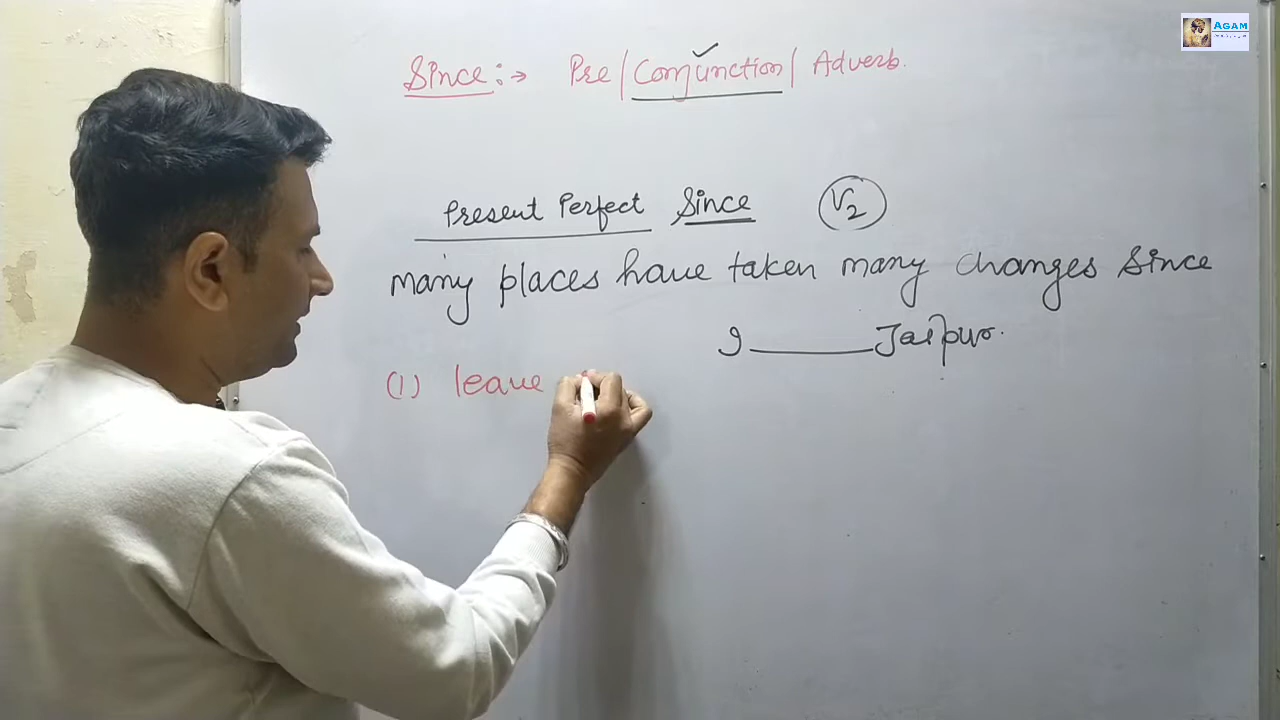 AGAM
Since:→ Pre/Conjunction/Adverb.
Present Perfect Since V2
many places have taken many changes since
I ______ Jaipur.
(1) leave